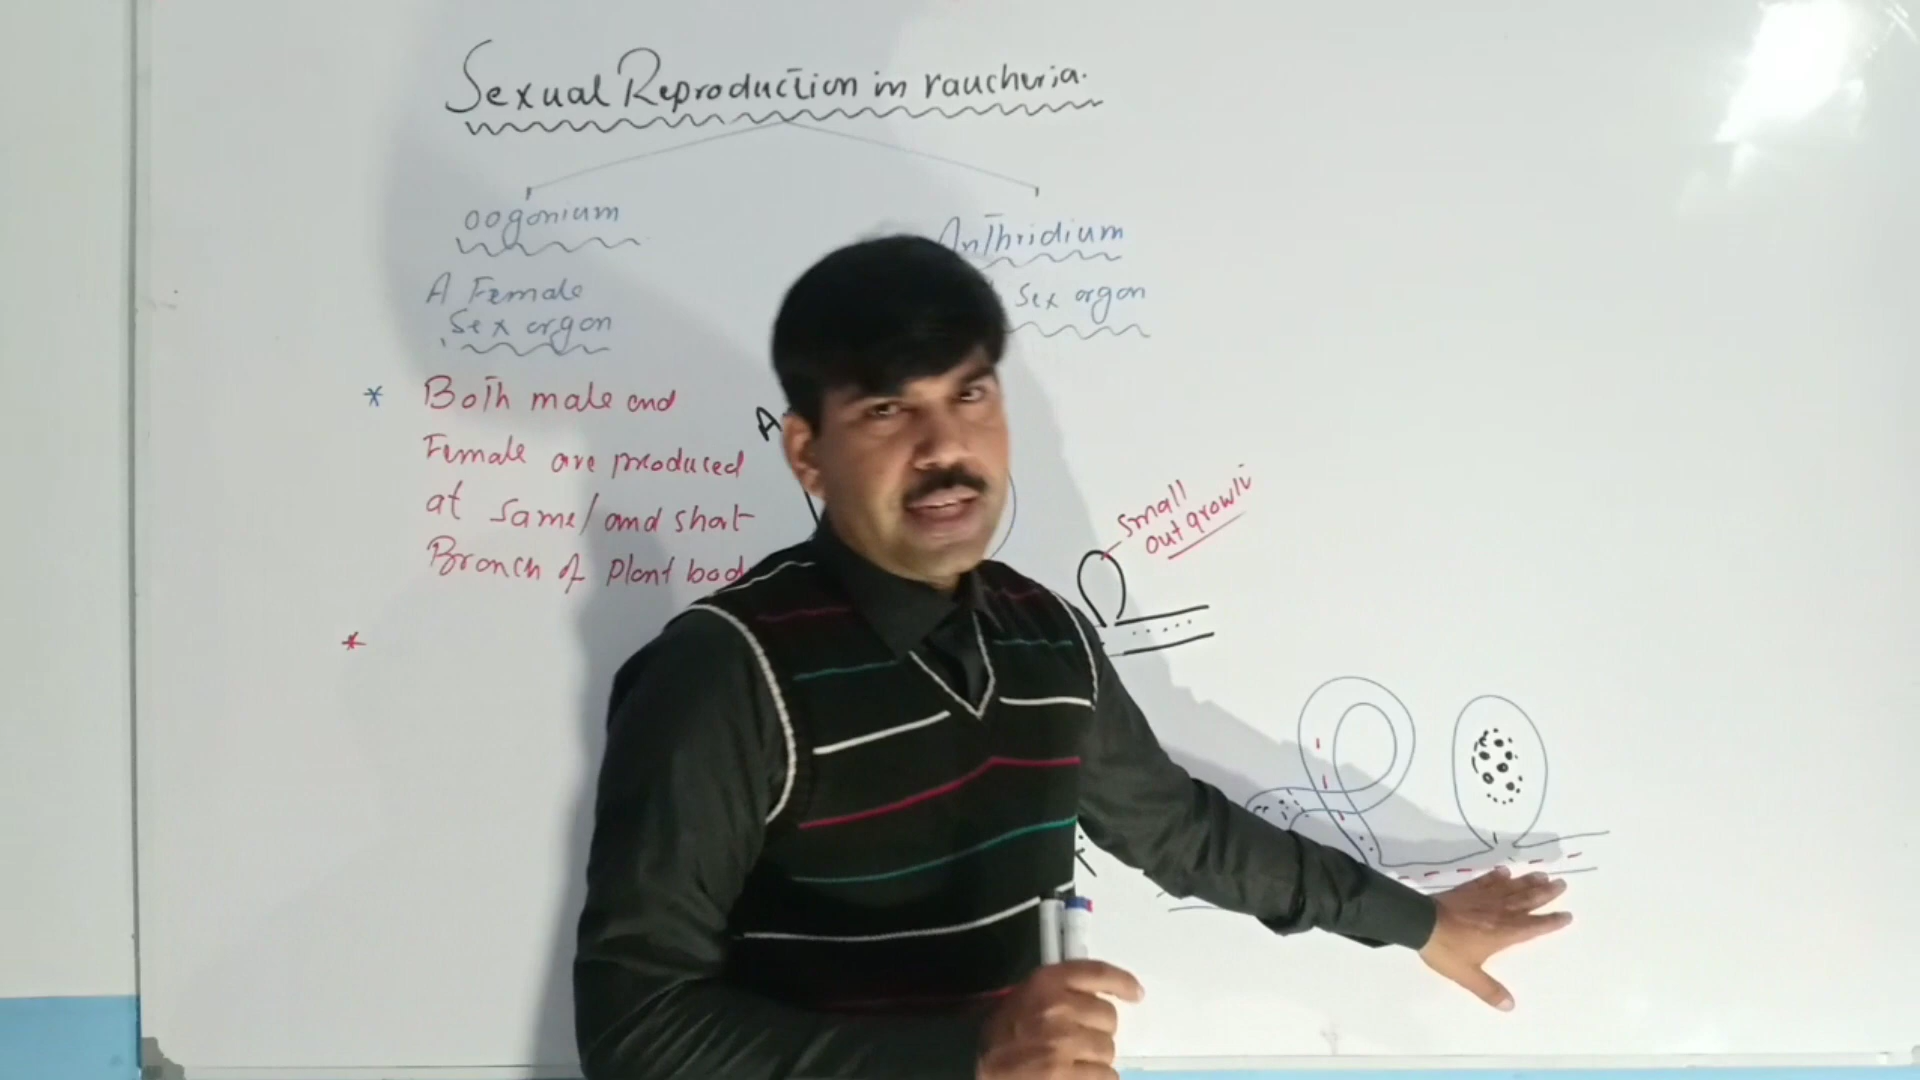 Sexual Reproduction in vaucheria.
oogonium
Anthridium
A Female
Sex organ
Sex organ
* Both male and
Female are produced
at same/and short
Branch of Plant bod
A
Small
out growth
*